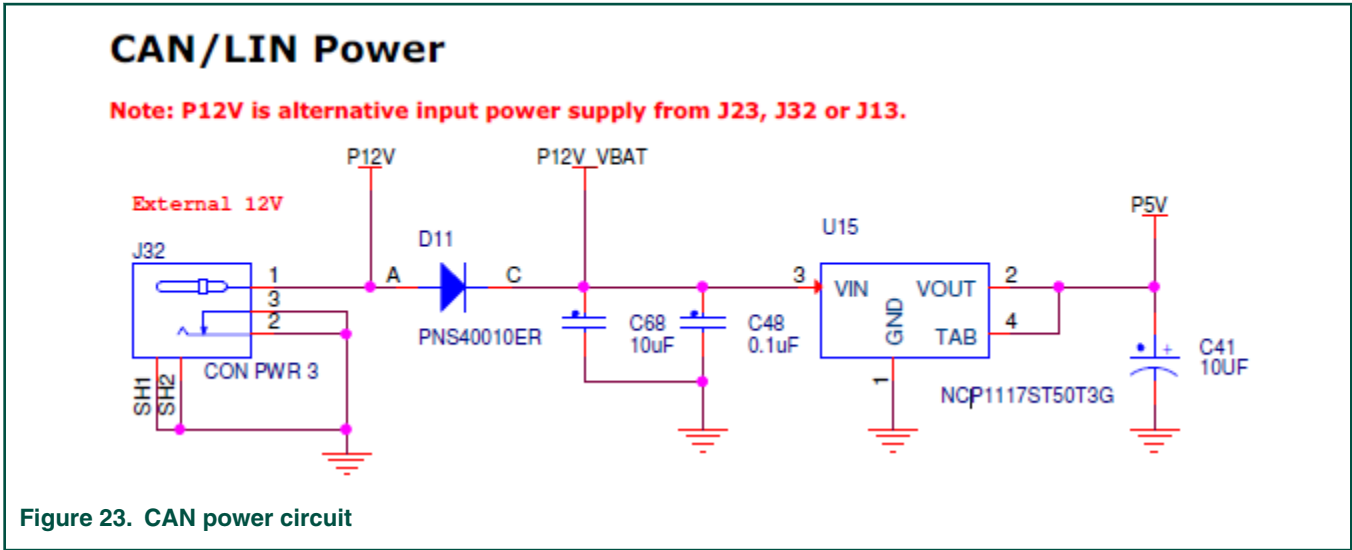 CAN/LIN Power
Note: P12V is alternative input power supply from J23, J32 or J13.
P12V
P12V_VBAT
External 12V
P5V
U15
D11
J32
1
A
C
3
VIN
VOUT
2
3
2
PNS40010ER
C68
10uF
C48
0.1uF
GND
TAB
4
+
C41
10UF
CON PWR 3
SH1
SH2
1
NCP1117ST50T3G
Figure 23. CAN power circuit